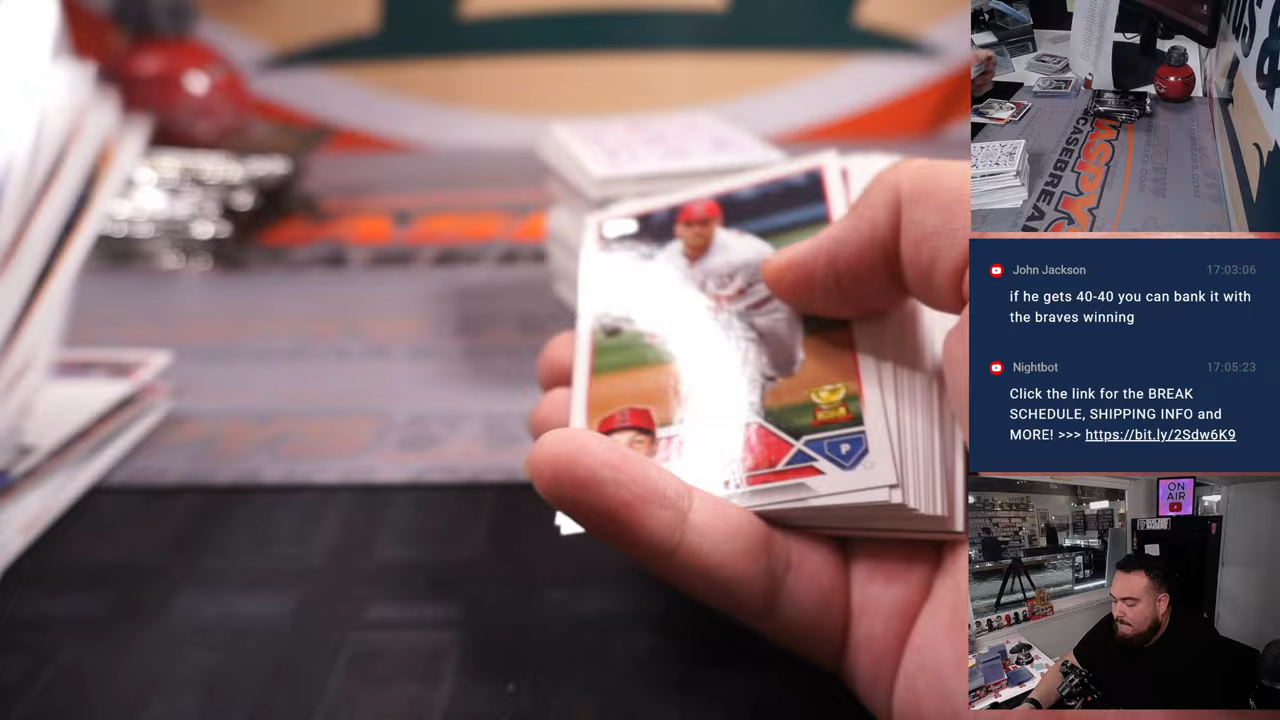 John Jackson 17:03:06
if he gets 40-40 you can bank it with
the braves winning
Nightbot 17:05:23
Click the link for the BREAK
SCHEDULE, SHIPPING INFO and
MORE! >>> https://bit.ly/2Sdw6K9
ON
AIR
P